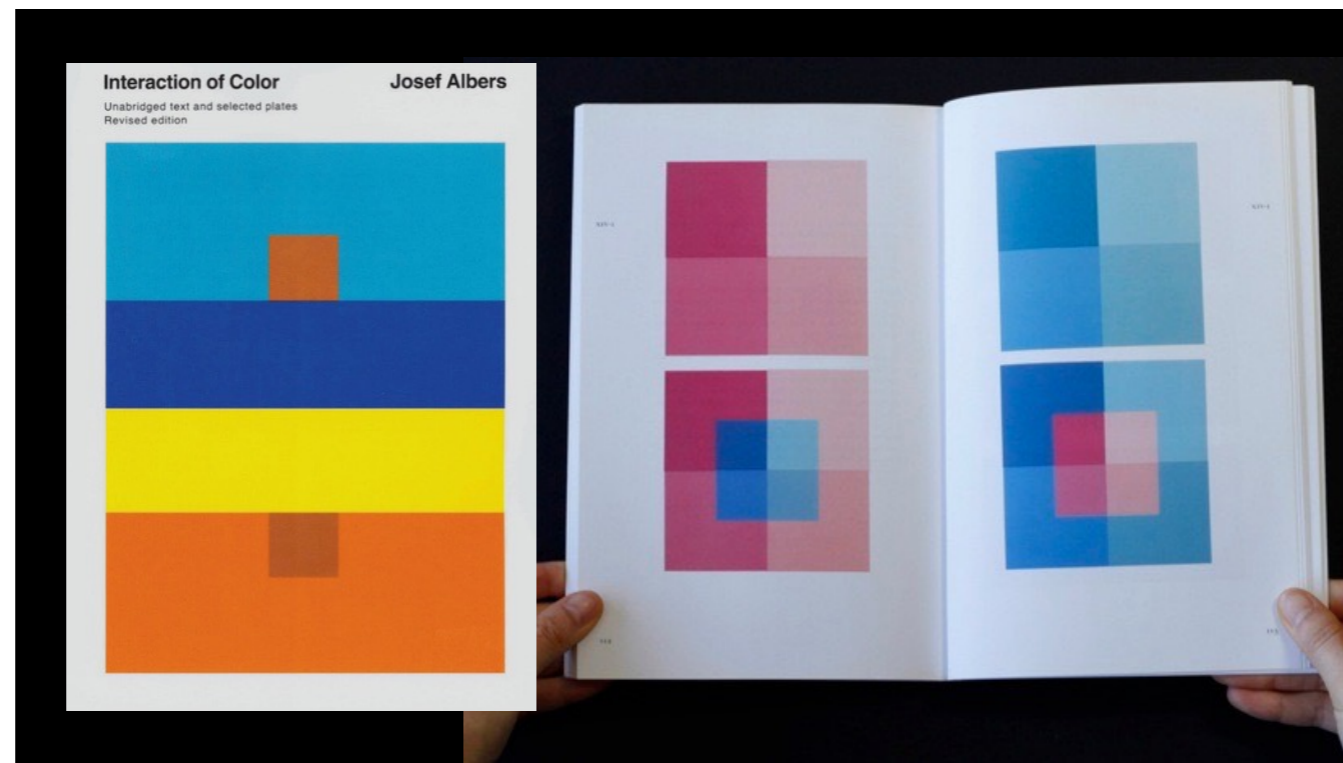 Interaction of Color
Josef Albers
Unabridged text and selected plates
Revised edition